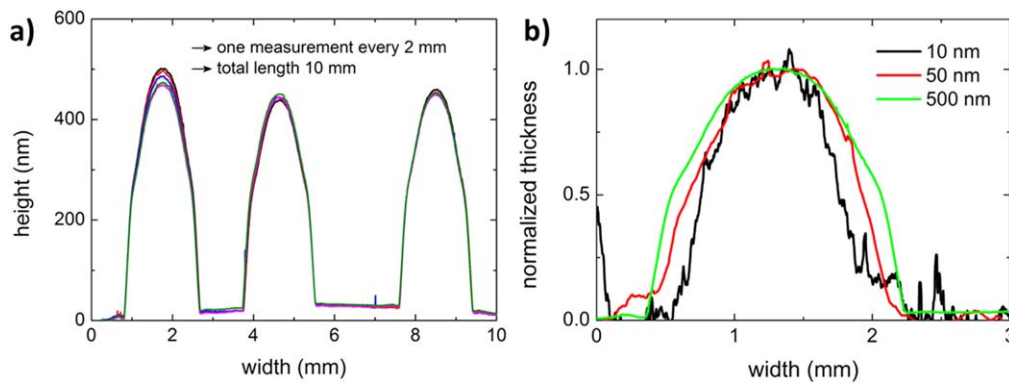 a)
600
400
200
0
height (nm)
→ one measurement every 2 mm
→ total length 10 mm
0 2 4 6 8 10
width (mm)
b)
1.0
0.5
0.0
normalized thickness
10 nm
50 nm
500 nm
0 1 2 3
width (mm)